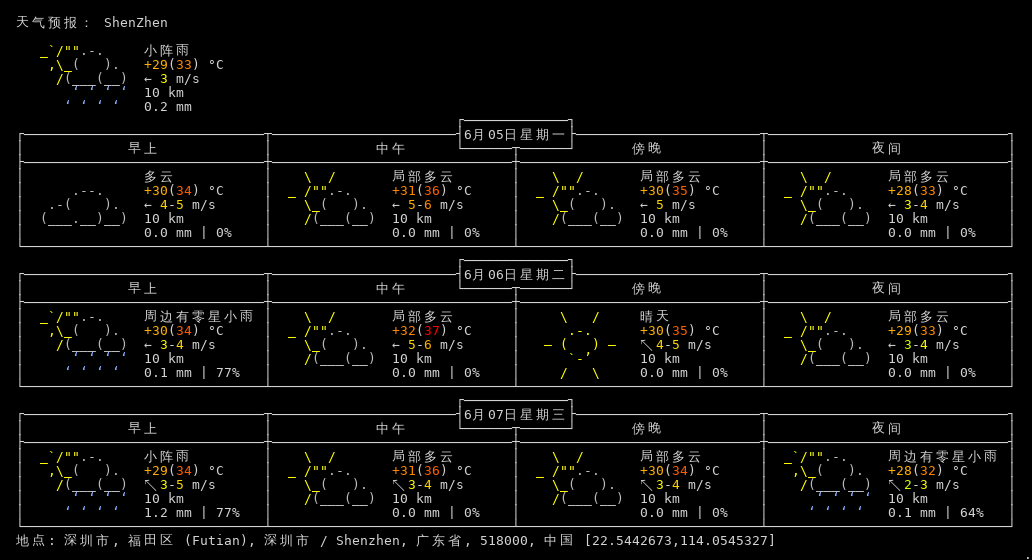 天气预报： ShenZhen
小阵雨
+29(33) °C
← 3 m/s
10 km
0.2 mm
6月05日星期一
早上 中午 傍晚 夜间
多云 局部多云 局部多云 局部多云
+30(34) °C +31(36) °C +30(35) °C +28(33) °C
← 4-5 m/s ← 5-6 m/s ← 5 m/s ← 3-4 m/s
10 km 10 km 10 km 10 km
0.0 mm | 0% 0.0 mm | 0% 0.0 mm | 0% 0.0 mm | 0%
6月06日星期二
早上 中午 傍晚 夜间
周边有零星小雨 局部多云 晴天 局部多云
+30(34) °C +32(37) °C +30(35) °C +29(33) °C
← 3-4 m/s ← 5-6 m/s ↖ 4-5 m/s ← 3-4 m/s
10 km 10 km 10 km 10 km
0.1 mm | 77% 0.0 mm | 0% 0.0 mm | 0% 0.0 mm | 0%
6月07日星期三
早上 中午 傍晚 夜间
小阵雨 局部多云 局部多云 周边有零星小雨
+29(34) °C +31(36) °C +30(34) °C +28(32) °C
↖ 3-5 m/s ↖ 3-4 m/s ↖ 3-4 m/s ↖ 2-3 m/s
10 km 10 km 10 km 10 km
1.2 mm | 77% 0.0 mm | 0% 0.0 mm | 0% 0.1 mm | 64%
地点: 深圳市, 福田区 (Futian), 深圳市 / Shenzhen, 广东省, 518000, 中国 [22.5442673,114.0545327]